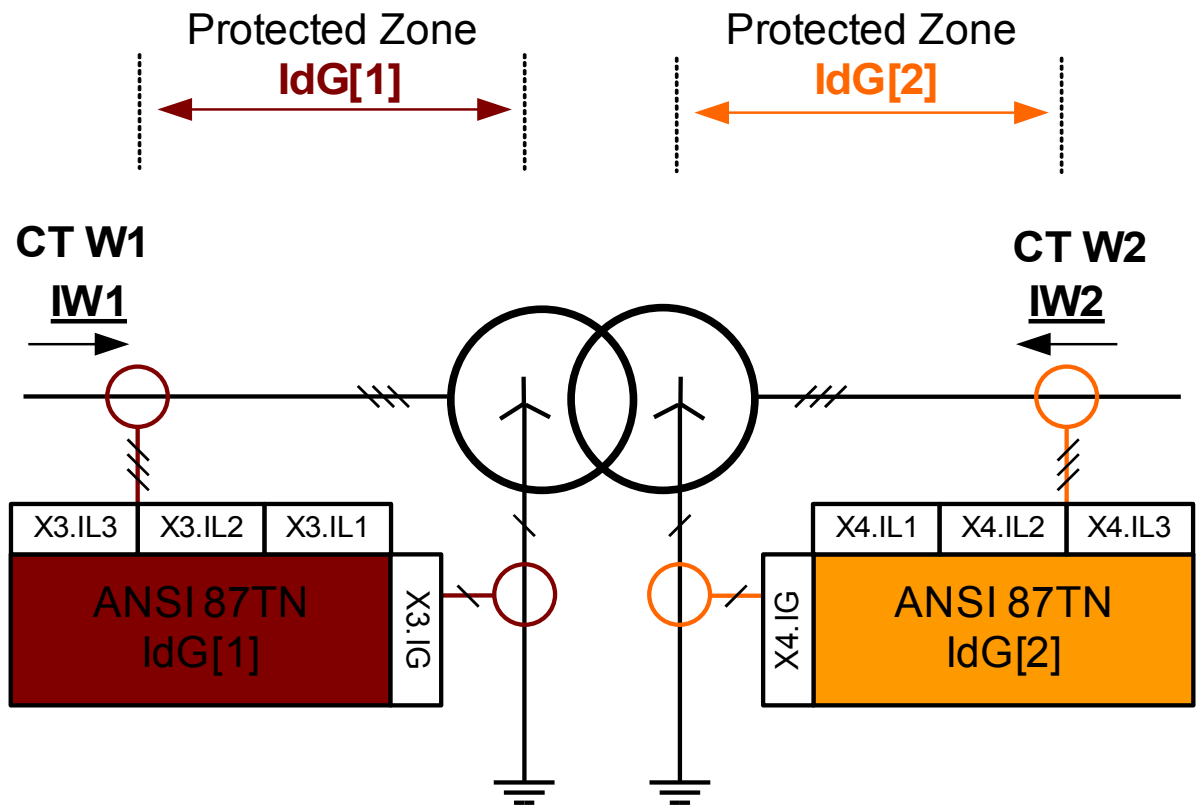 Protected Zone
IdG[1]
Protected Zone
IdG[2]
CT W1
IW1
CT W2
IW2
X3.IL3 X3.IL2 X3.IL1
X4.IL1 X4.IL2 X4.IL3
ANSI 87TN
IdG[1]
X3.IG
X4.IG
ANSI 87TN
IdG[2]